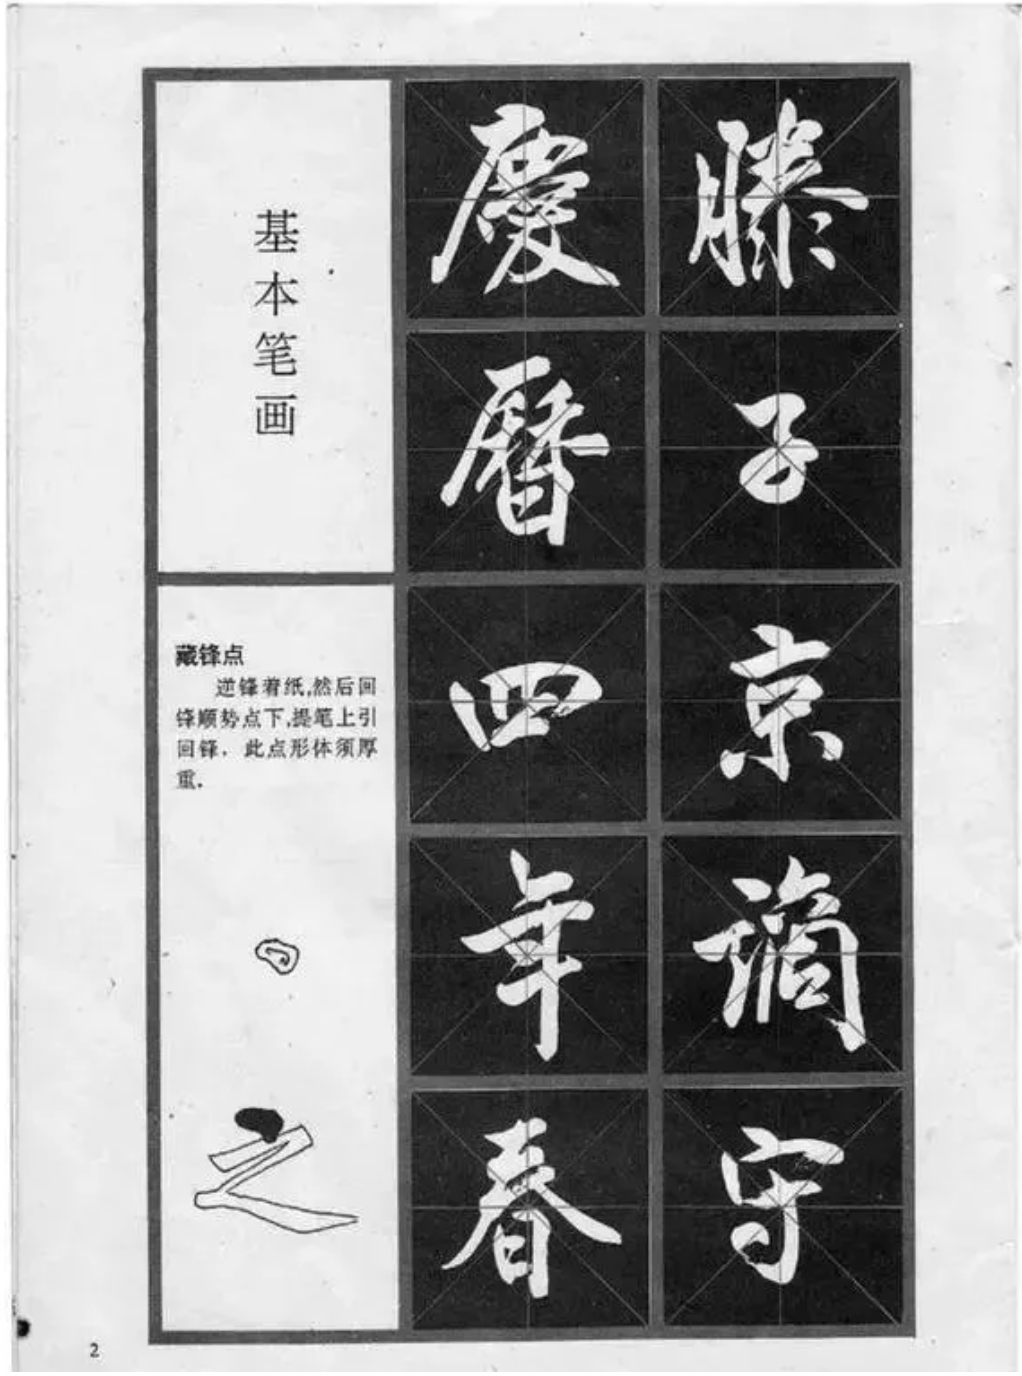 基本笔画
藏锋点
逆锋着纸,然后回
锋顺势点下,提笔上引
回锋．此点形体须厚
重．
之
滕子京谪守
慶曆四年春
2